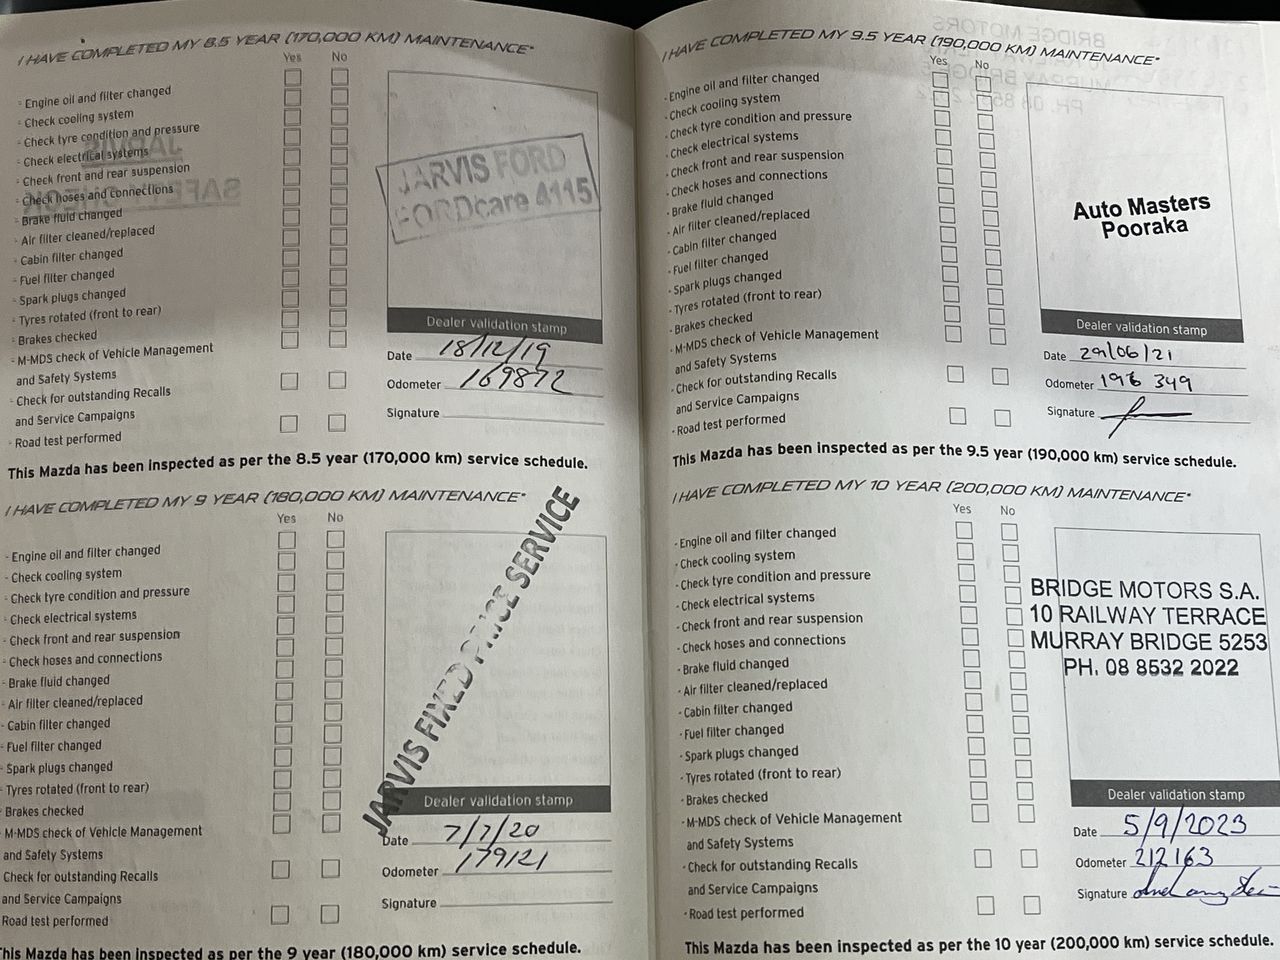 I HAVE COMPLETED MY 8.5 YEAR (170,000 KM) MAINTENANCE*
Yes No
- Engine oil and filter changed
- Check cooling system
- Check tyre condition and pressure
- Check electrical systems
- Check front and rear suspension
- Check hoses and connections
- Brake fluid changed
- Air filter cleaned/replaced
- Cabin filter changed
- Fuel filter changed
- Spark plugs changed
- Tyres rotated (front to rear)
- Brakes checked
- M-MDS check of Vehicle Management
and Safety Systems
- Check for outstanding Recalls
and Service Campaigns
- Road test performed
JARVIS FORD
FORDcare 4115
Dealer validation stamp
Date 18/12/19
Odometer 169872
Signature
This Mazda has been inspected as per the 8.5 year (170,000 km) service schedule.
I HAVE COMPLETED MY 9 YEAR (180,000 KM) MAINTENANCE*
Yes No
- Engine oil and filter changed
- Check cooling system
- Check tyre condition and pressure
- Check electrical systems
- Check front and rear suspension
- Check hoses and connections
- Brake fluid changed
- Air filter cleaned/replaced
- Cabin filter changed
- Fuel filter changed
- Spark plugs changed
- Tyres rotated (front to rear)
- Brakes checked
M-MDS check of Vehicle Management
and Safety Systems
Check for outstanding Recalls
and Service Campaigns
Road test performed
JARVIS FIXED PRICE SERVICE
Dealer validation stamp
Date 7/7/20
Odometer 179121
Signature
This Mazda has been inspected as per the 9 year (180,000 km) service schedule.
I HAVE COMPLETED MY 9.5 YEAR (190,000 KM) MAINTENANCE*
Yes No
- Engine oil and filter changed
- Check cooling system
- Check tyre condition and pressure
- Check electrical systems
- Check front and rear suspension
- Check hoses and connections
- Brake fluid changed
- Air filter cleaned/replaced
- Cabin filter changed
- Fuel filter changed
- Spark plugs changed
- Tyres rotated (front to rear)
- Brakes checked
- M-MDS check of Vehicle Management
and Safety Systems
- Check for outstanding Recalls
and Service Campaigns
- Road test performed
Auto Masters
Pooraka
Dealer validation stamp
Date 29/06/21
Odometer 196 349
Signature
This Mazda has been inspected as per the 9.5 year (190,000 km) service schedule.
I HAVE COMPLETED MY 10 YEAR (200,000 KM) MAINTENANCE*
Yes No
- Engine oil and filter changed
- Check cooling system
- Check tyre condition and pressure
- Check electrical systems
- Check front and rear suspension
- Check hoses and connections
- Brake fluid changed
- Air filter cleaned/replaced
- Cabin filter changed
- Fuel filter changed
- Spark plugs changed
- Tyres rotated (front to rear)
- Brakes checked
- M-MDS check of Vehicle Management
and Safety Systems
- Check for outstanding Recalls
and Service Campaigns
- Road test performed
BRIDGE MOTORS S.A.
10 RAILWAY TERRACE
MURRAY BRIDGE 5253
PH. 08 8532 2022
Dealer validation stamp
Date 5/9/2023
Odometer 212163
Signature
This Mazda has been inspected as per the 10 year (200,000 km) service schedule.